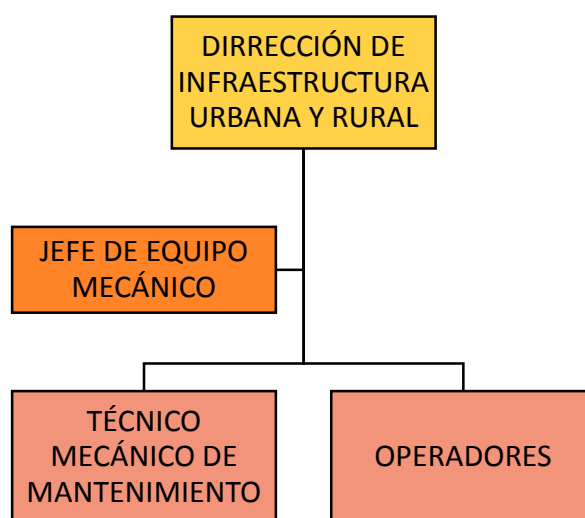 DIRRECCIÓN DE
INFRAESTRUCTURA
URBANA Y RURAL
JEFE DE EQUIPO
MECÁNICO
TÉCNICO
MECÁNICO DE
MANTENIMIENTO
OPERADORES